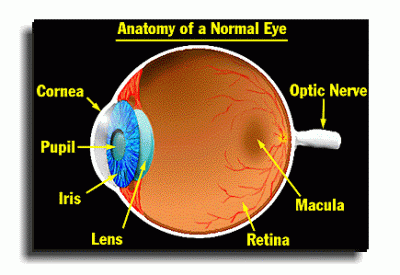 Anatomy of a Normal Eye
Cornea
Optic Nerve
Pupil
Iris
Macula
Lens
Retina